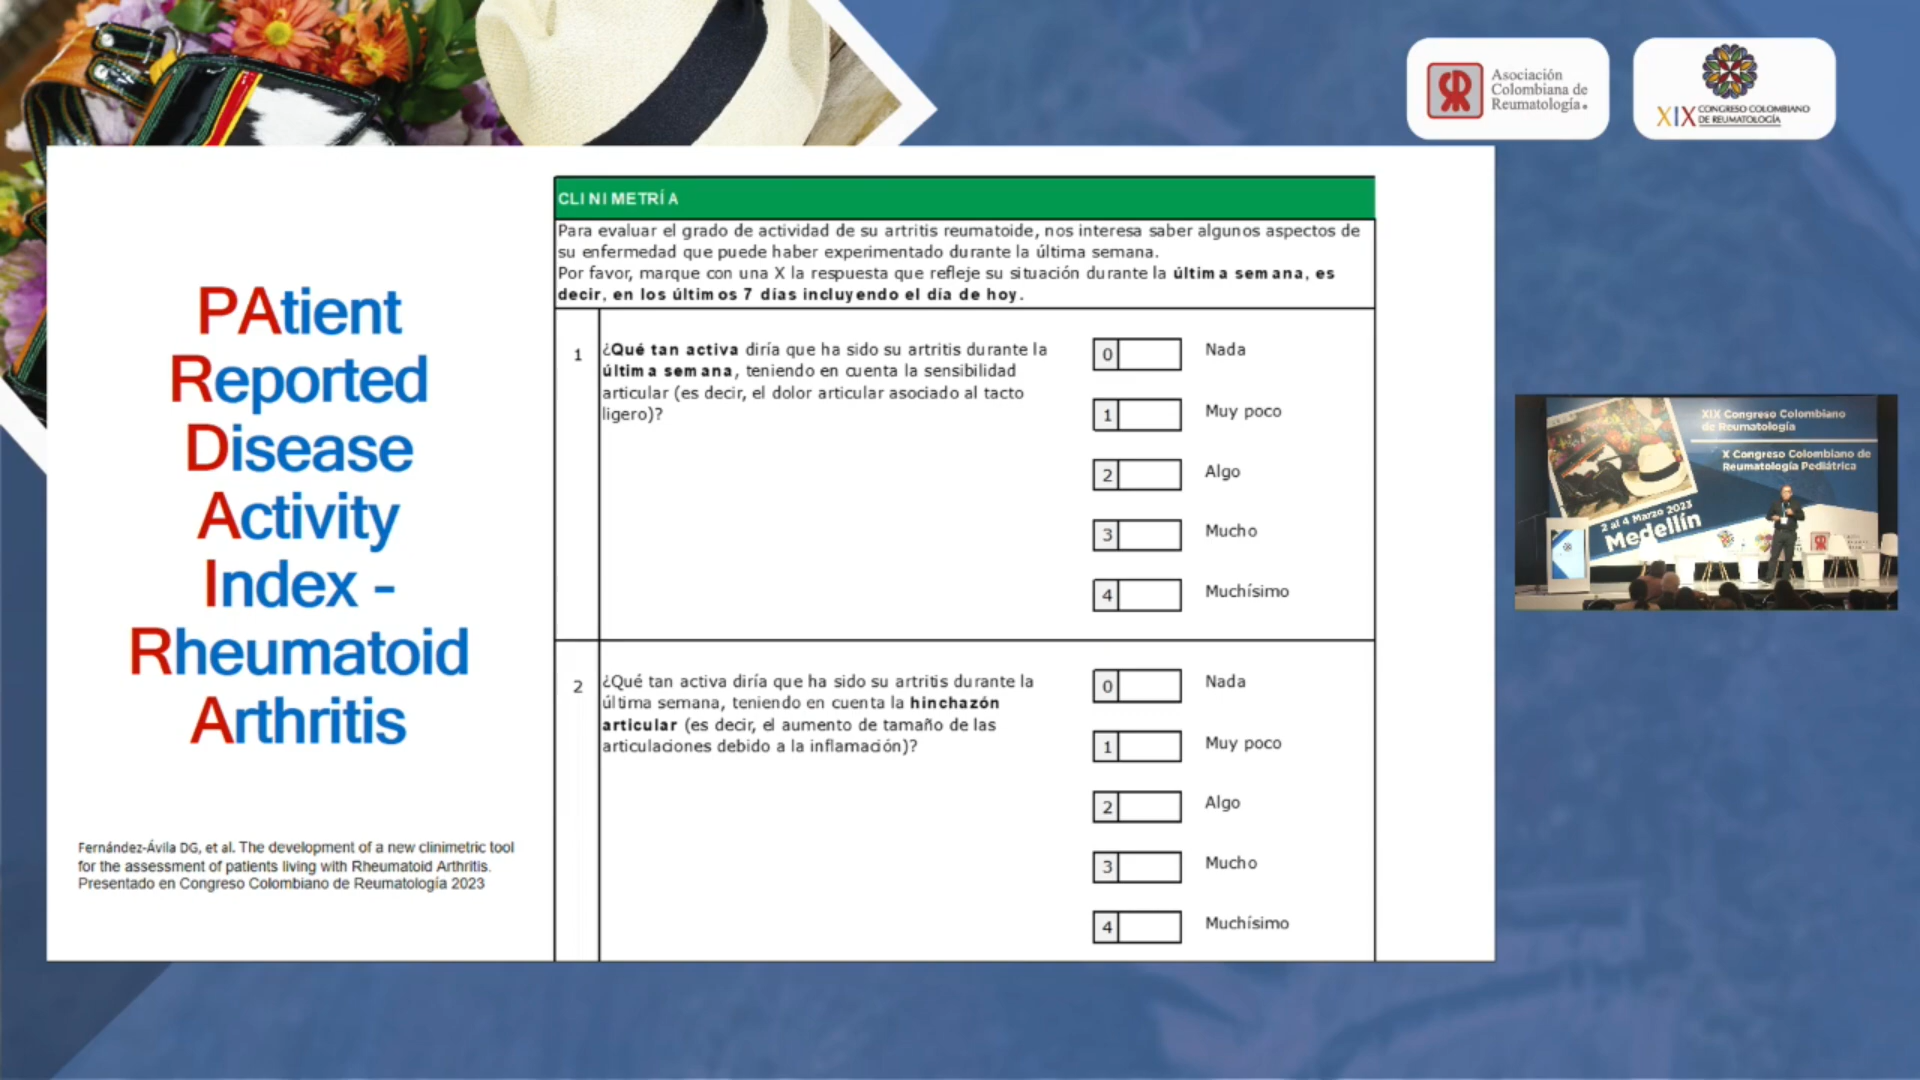 Asociación
Colombiana de
Reumatología.
XIX CONGRESO COLOMBIANO
DE REUMATOLOGÍA
PAtient
Reported
Disease
Activity
Index -
Rheumatoid
Arthritis
Fernández-Ávila DG, et al. The development of a new clinimetric tool
for the assessment of patients living with Rheumatoid Arthritis.
Presentado en Congreso Colombiano de Reumatología 2023
CLINIMETRÍA
Para evaluar el grado de actividad de su artritis reumatoide, nos interesa saber algunos aspectos de
su enfermedad que puede haber experimentado durante la última semana.
Por favor, marque con una X la respuesta que refleje su situación durante la última semana, es
decir, en los últimos 7 días incluyendo el día de hoy.
1
¿Qué tan activa diría que ha sido su artritis durante la
última semana, teniendo en cuenta la sensibilidad
articular (es decir, el dolor articular asociado al tacto
ligero)?
0 Nada
1 Muy poco
2 Algo
3 Mucho
4 Muchísimo
2
¿Qué tan activa diría que ha sido su artritis durante la
última semana, teniendo en cuenta la hinchazón
articular (es decir, el aumento de tamaño de las
articulaciones debido a la inflamación)?
0 Nada
1 Muy poco
2 Algo
3 Mucho
4 Muchísimo
XIX Congreso Colombiano
de Reumatología
X Congreso Colombiano de
Reumatología Pediátrica
2 al 4 Marzo 2023
Medellín